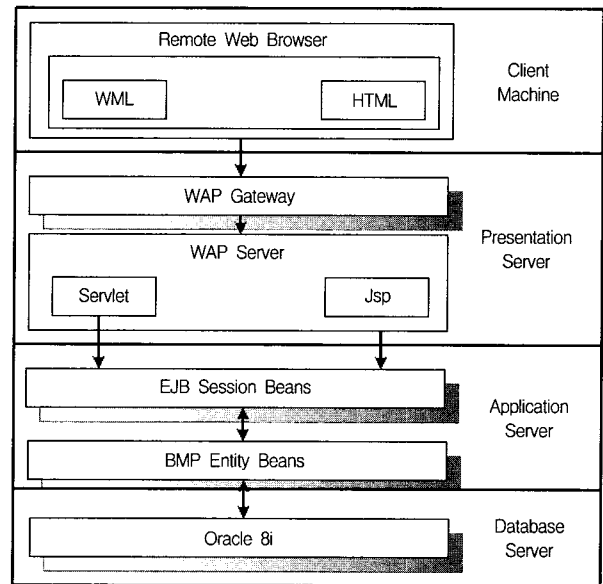 Remote Web Browser
WML
HTML
Client
Machine
WAP Gateway
WAP Server
Servlet
Jsp
Presentation
Server
EJB Session Beans
BMP Entity Beans
Application
Server
Oracle 8i
Database
Server